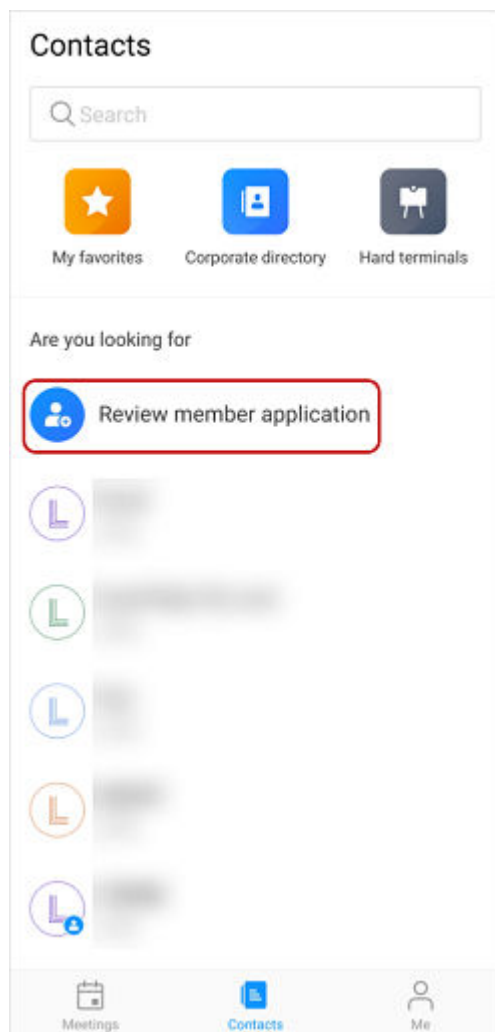 Contacts
Search
My favorites Corporate directory Hard terminals
Are you looking for
Review member application
L
L
L
L
L
Meetings Contacts Me